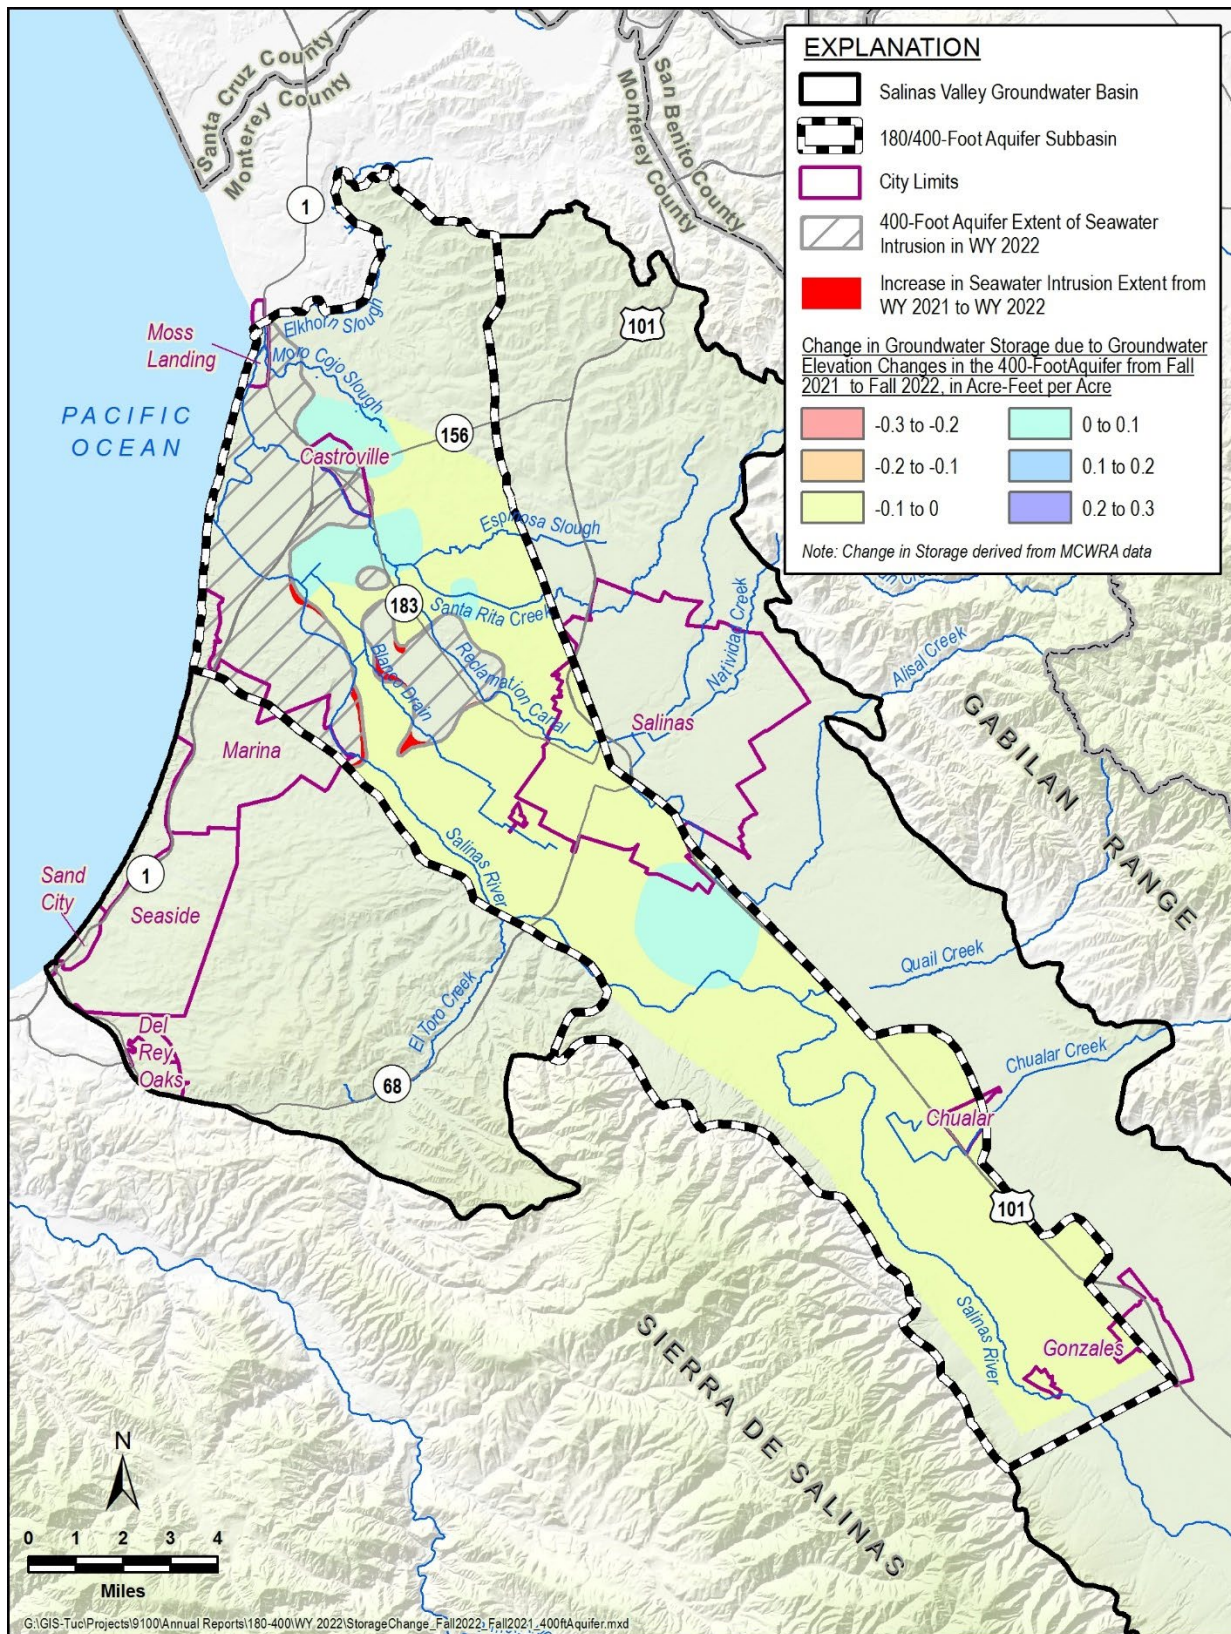 Santa Cruz County
Monterey County
San Benito County
Monterey County
EXPLANATION
Salinas Valley Groundwater Basin
180/400-Foot Aquifer Subbasin
City Limits
400-Foot Aquifer Extent of Seawater
Intrusion in WY 2022
Increase in Seawater Intrusion Extent from
WY 2021 to WY 2022
Change in Groundwater Storage due to Groundwater
Elevation Changes in the 400-FootAquifer from Fall
2021 to Fall 2022, in Acre-Feet per Acre
-0.3 to -0.2
0 to 0.1
-0.2 to -0.1
0.1 to 0.2
-0.1 to 0
0.2 to 0.3
Note: Change in Storage derived from MCWRA data
1
101
Elkhorn Slough
Moss
Landing
Moro Cojo Slough
PACIFIC
OCEAN
156
Castroville
Espinosa Slough
183
Santa Rita Creek
Natividad Creek
Alisal Creek
Blanco Drain
Reclamation Canal
Salinas
Marina
GABILAN RANGE
Salinas River
1
Sand
City
Seaside
Quail Creek
El Toro Creek
Del
Rey
Oaks
68
Chualar Creek
Chualar
101
Salinas River
Gonzales
SIERRA DE SALINAS
N
0 1 2 3 4
Miles
G:\GIS-Tuc\Projects\9100\Annual Reports\180-400\WY 2022\StorageChange_Fall2022_Fall2021_400ftAquifer.mxd